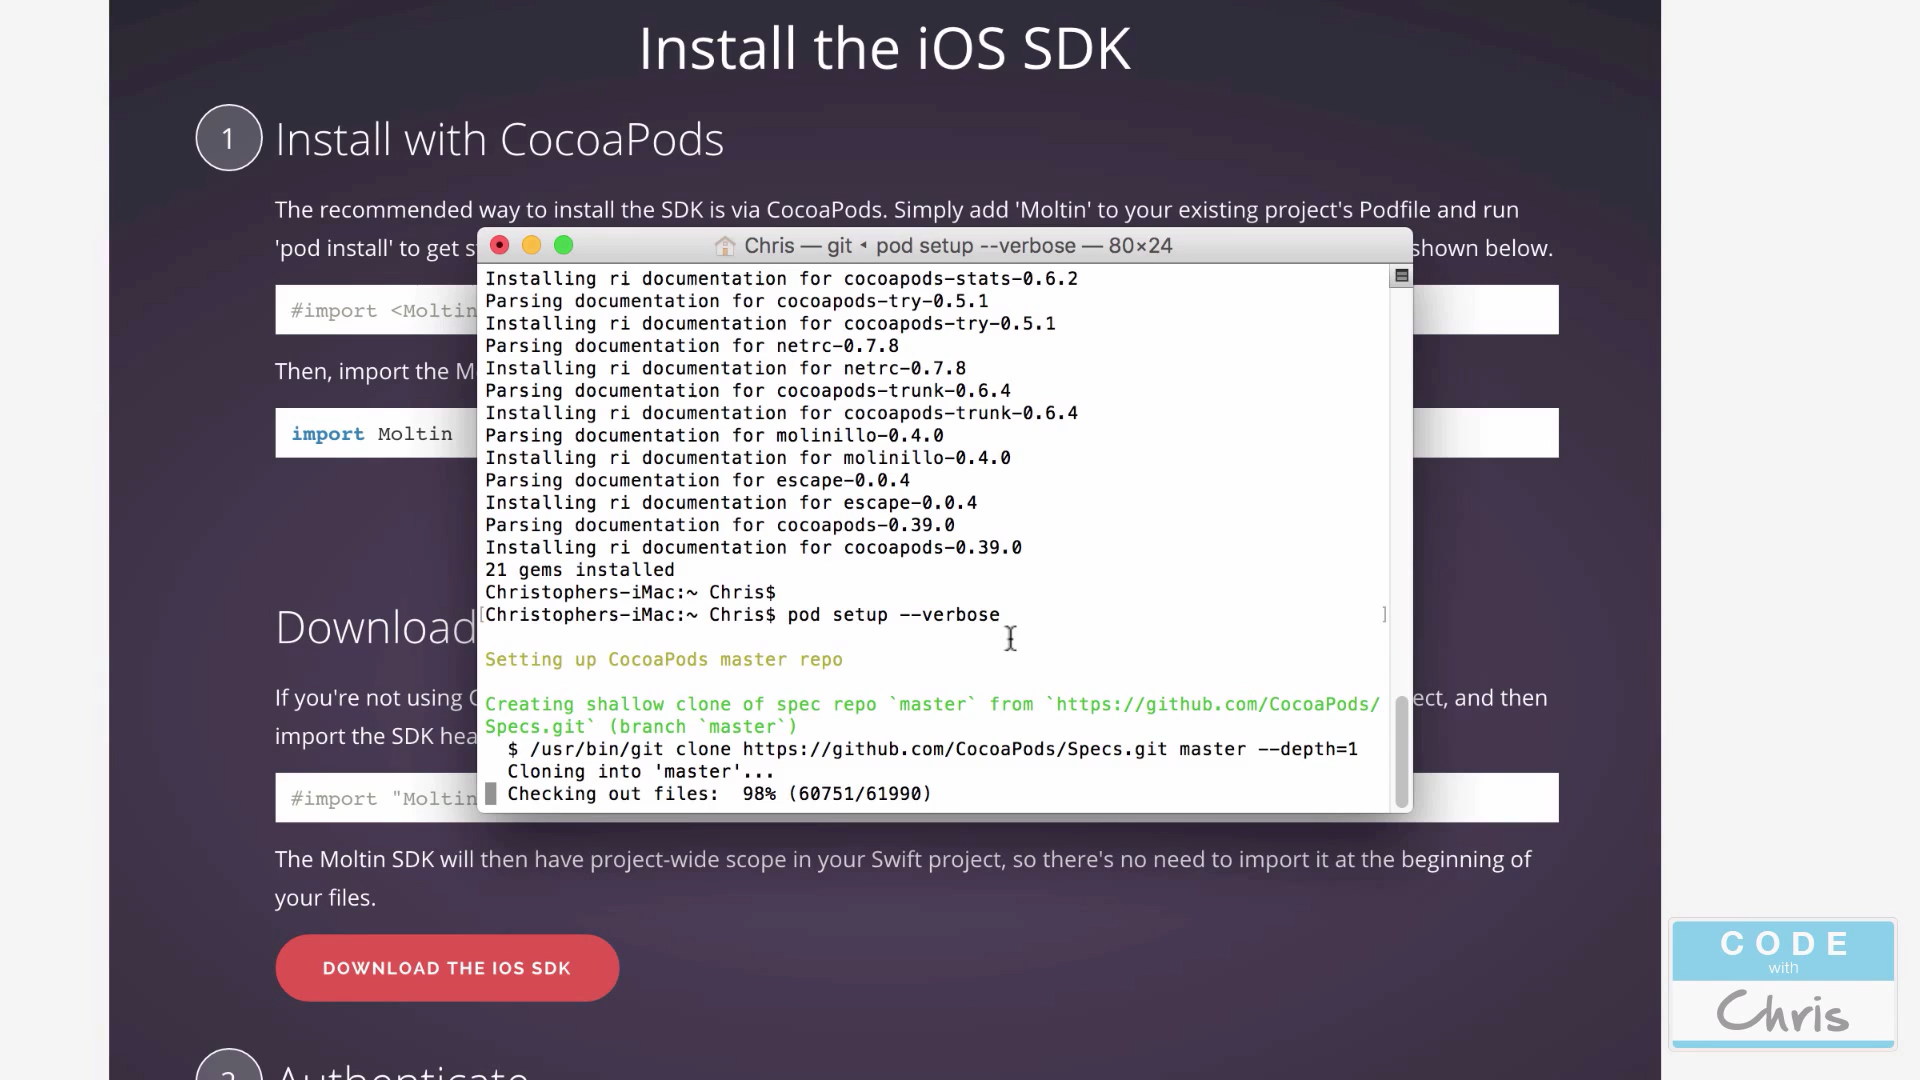 Install the iOS SDK
1
Install with CocoaPods
The recommended way to install the SDK is via CocoaPods. Simply add 'Moltin' to your existing project's Podfile and run
'pod install' to get s
shown below.
#import <Moltin
Then, import the M
import Moltin
Chris — git ◂ pod setup --verbose — 80×24
Installing ri documentation for cocoapods-stats-0.6.2
Parsing documentation for cocoapods-try-0.5.1
Installing ri documentation for cocoapods-try-0.5.1
Parsing documentation for netrc-0.7.8
Installing ri documentation for netrc-0.7.8
Parsing documentation for cocoapods-trunk-0.6.4
Installing ri documentation for cocoapods-trunk-0.6.4
Parsing documentation for molinillo-0.4.0
Installing ri documentation for molinillo-0.4.0
Parsing documentation for escape-0.0.4
Installing ri documentation for escape-0.0.4
Parsing documentation for cocoapods-0.39.0
Installing ri documentation for cocoapods-0.39.0
21 gems installed
Christophers-iMac:~ Chris$
[Christophers-iMac:~ Chris$ pod setup --verbose ]
Setting up CocoaPods master repo
Creating shallow clone of spec repo `master` from `https://github.com/CocoaPods/
Specs.git` (branch `master`)
$ /usr/bin/git clone https://github.com/CocoaPods/Specs.git master --depth=1
Cloning into 'master'...
Checking out files: 98% (60751/61990)
Download
If you're not using C
ect, and then
import the SDK hea
#import "Moltin
The Moltin SDK will then have project-wide scope in your Swift project, so there's no need to import it at the beginning of
your files.
DOWNLOAD THE IOS SDK
2
Authenticate
CODE
with
Chris